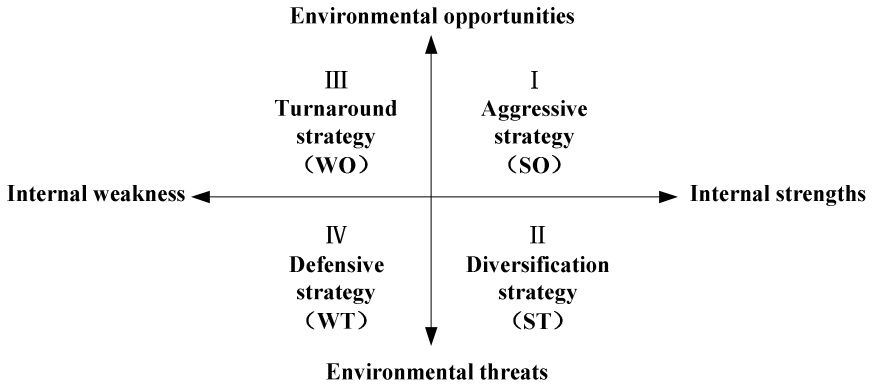 Environmental opportunities
Ⅲ
Turnaround
strategy
（WO）
Ⅰ
Aggressive
strategy
（SO）
Internal weakness
Internal strengths
Ⅳ
Defensive
strategy
（WT）
Ⅱ
Diversification
strategy
（ST）
Environmental threats